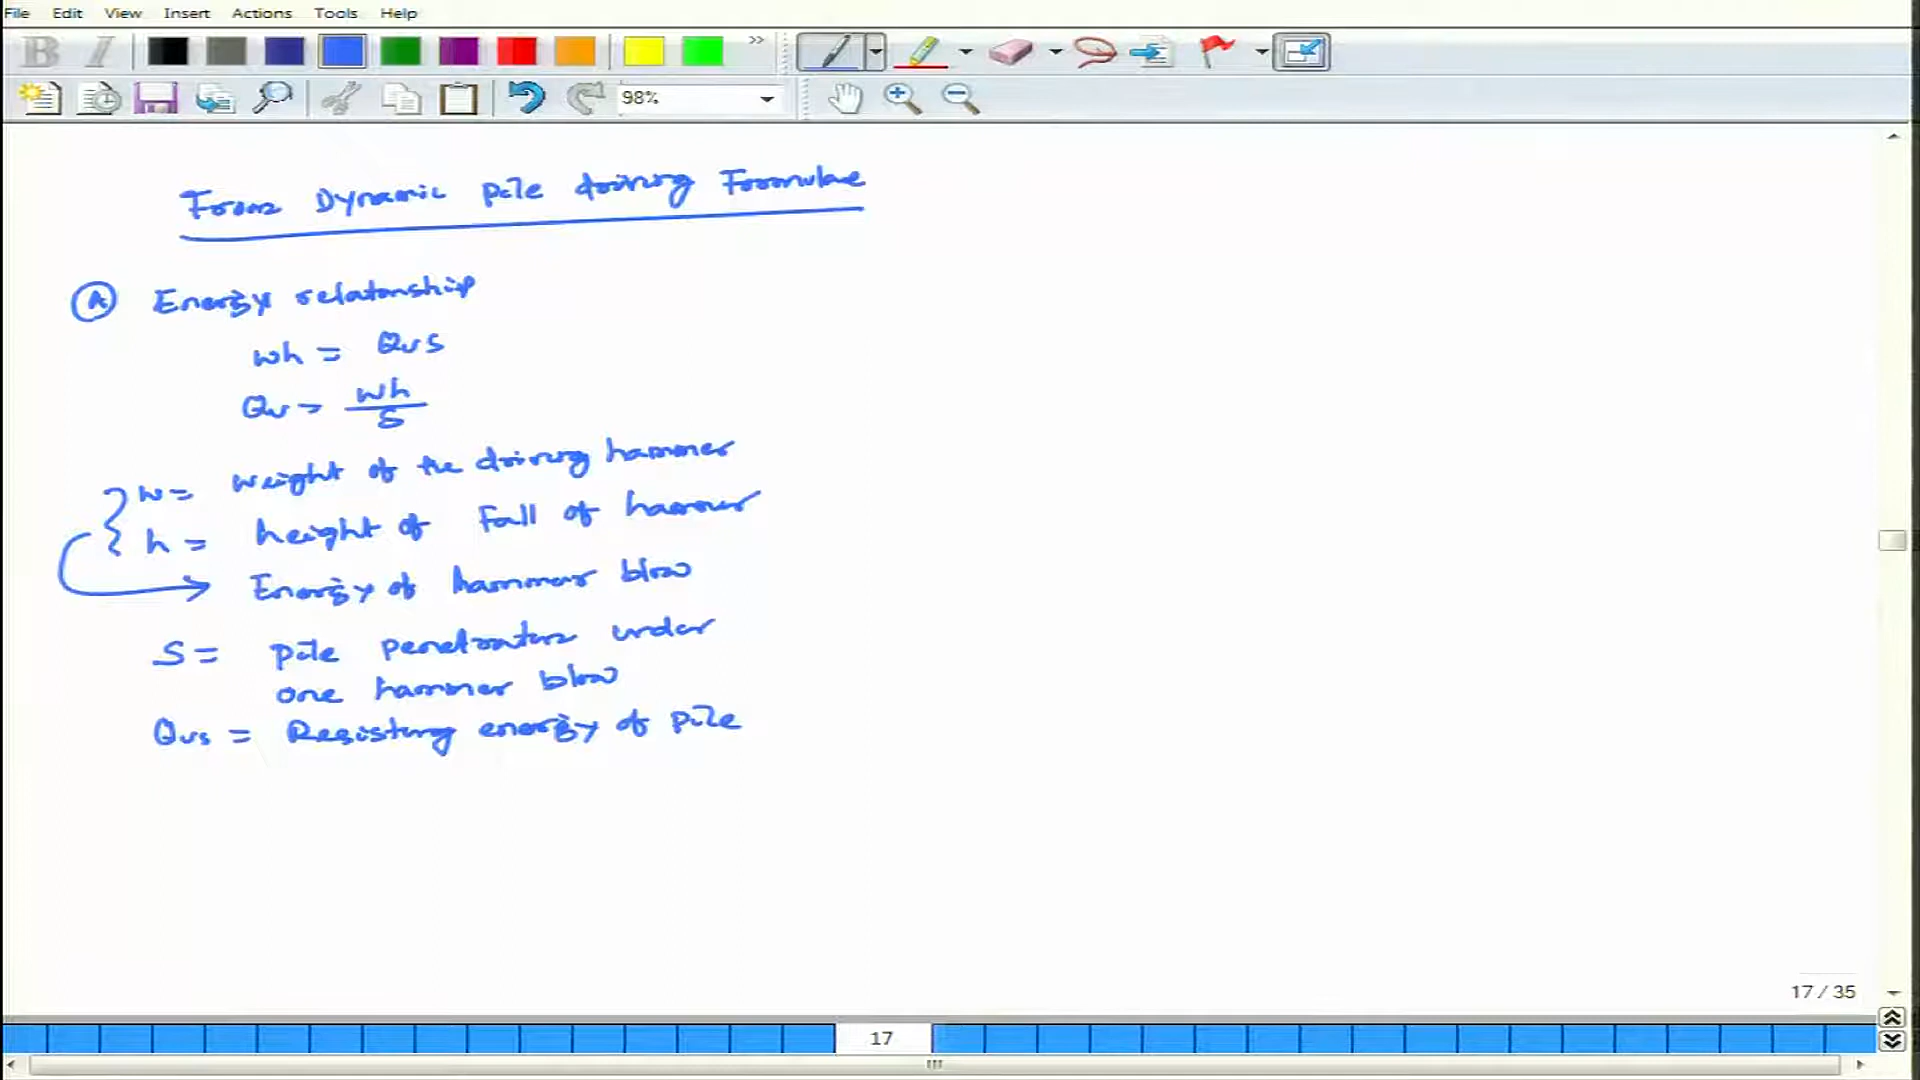 File Edit View Insert Actions Tools Help
B I
98%
From Dynamic pile driving Formulae
A Energy relationship
wh = Qus
Qu = Wh/S
W = weight of the driving hammer
h = height of fall of hammer
Energy of hammer blow
S = pile penetration under
one hammer blow
Qus = Resisting energy of pile
17 / 35
17